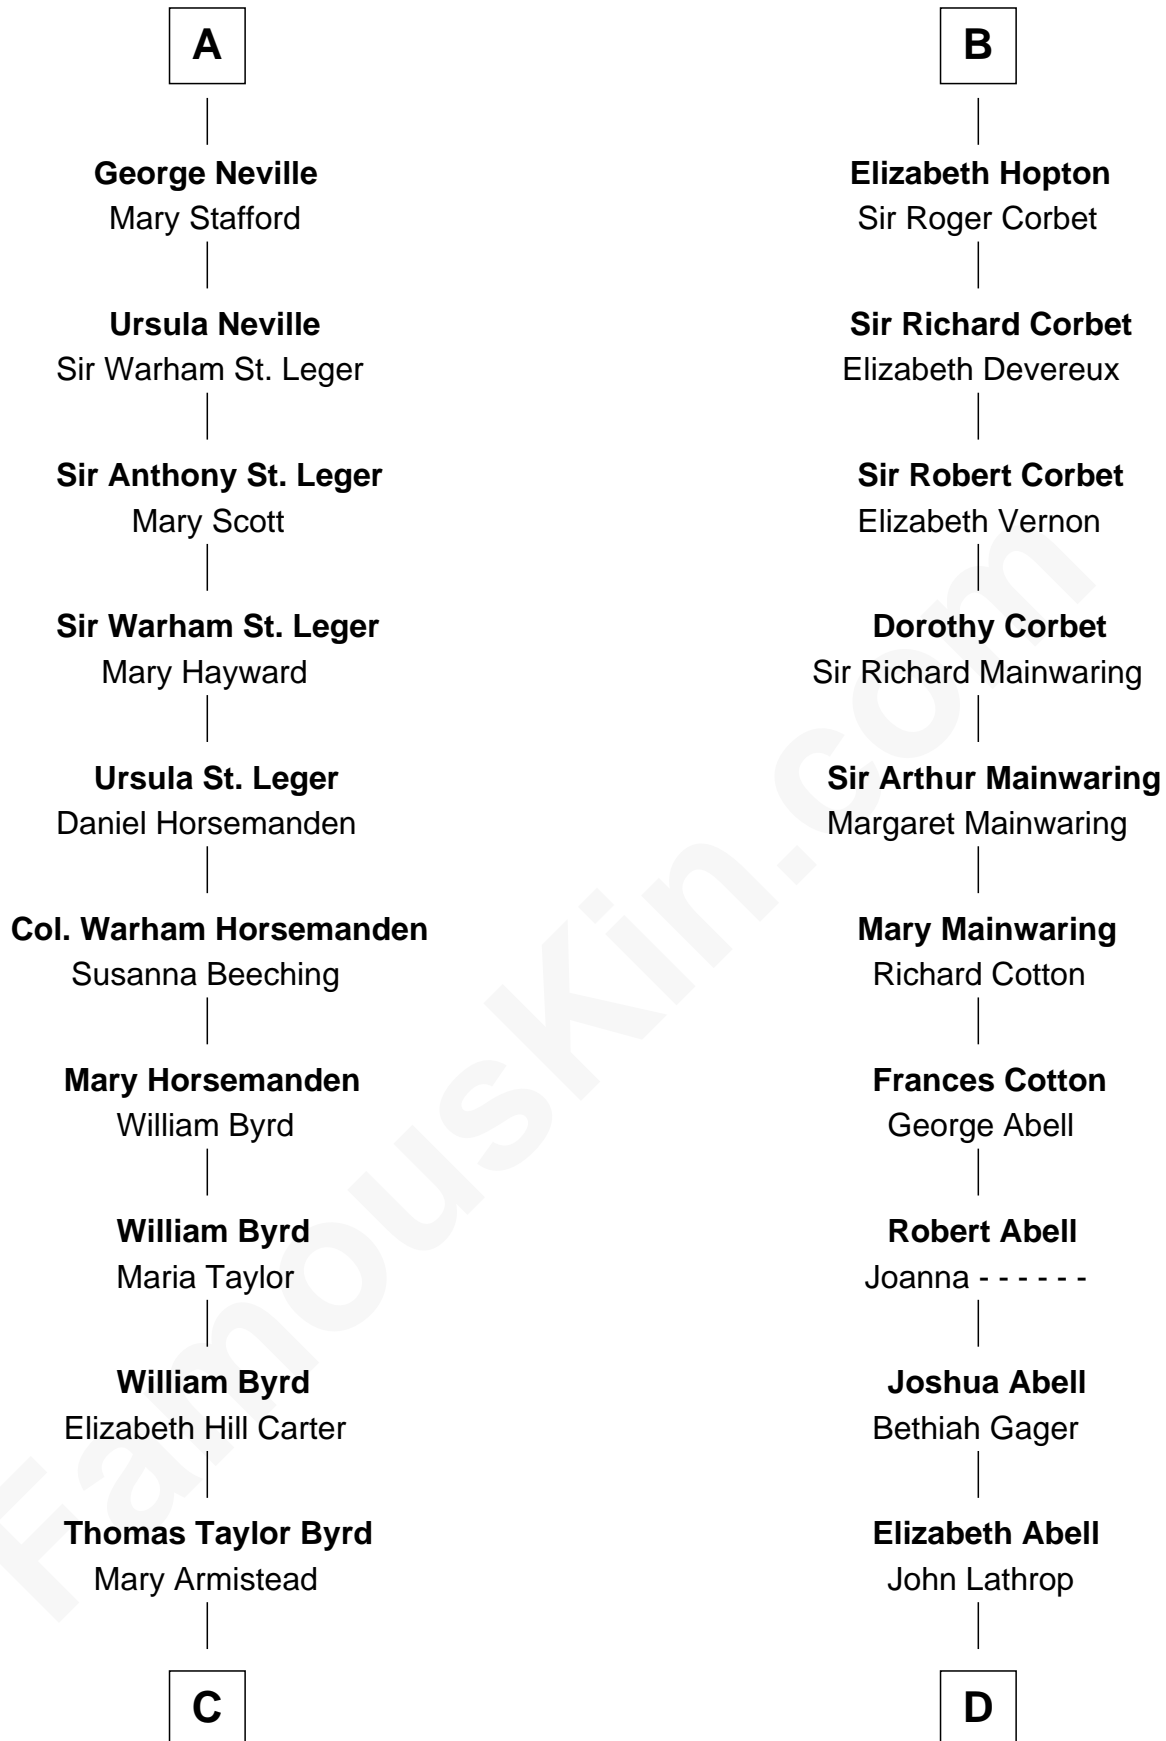 A
George Neville
Mary Stafford
Ursula Neville
Sir Warham St. Leger
Sir Anthony St. Leger
Mary Scott
Sir Warham St. Leger
Mary Hayward
Ursula St. Leger
Daniel Horsemanden
Col. Warham Horsemanden
Susanna Beeching
Mary Horsemanden
William Byrd
William Byrd
Maria Taylor
William Byrd
Elizabeth Hill Carter
Thomas Taylor Byrd
Mary Armistead
C
B
Elizabeth Hopton
Sir Roger Corbet
Sir Richard Corbet
Elizabeth Devereux
Sir Robert Corbet
Elizabeth Vernon
Dorothy Corbet
Sir Richard Mainwaring
Sir Arthur Mainwaring
Margaret Mainwaring
Mary Mainwaring
Richard Cotton
Frances Cotton
George Abell
Robert Abell
Joanna - - - - - -
Joshua Abell
Bethiah Gager
Elizabeth Abell
John Lathrop
D
FamousKin.com